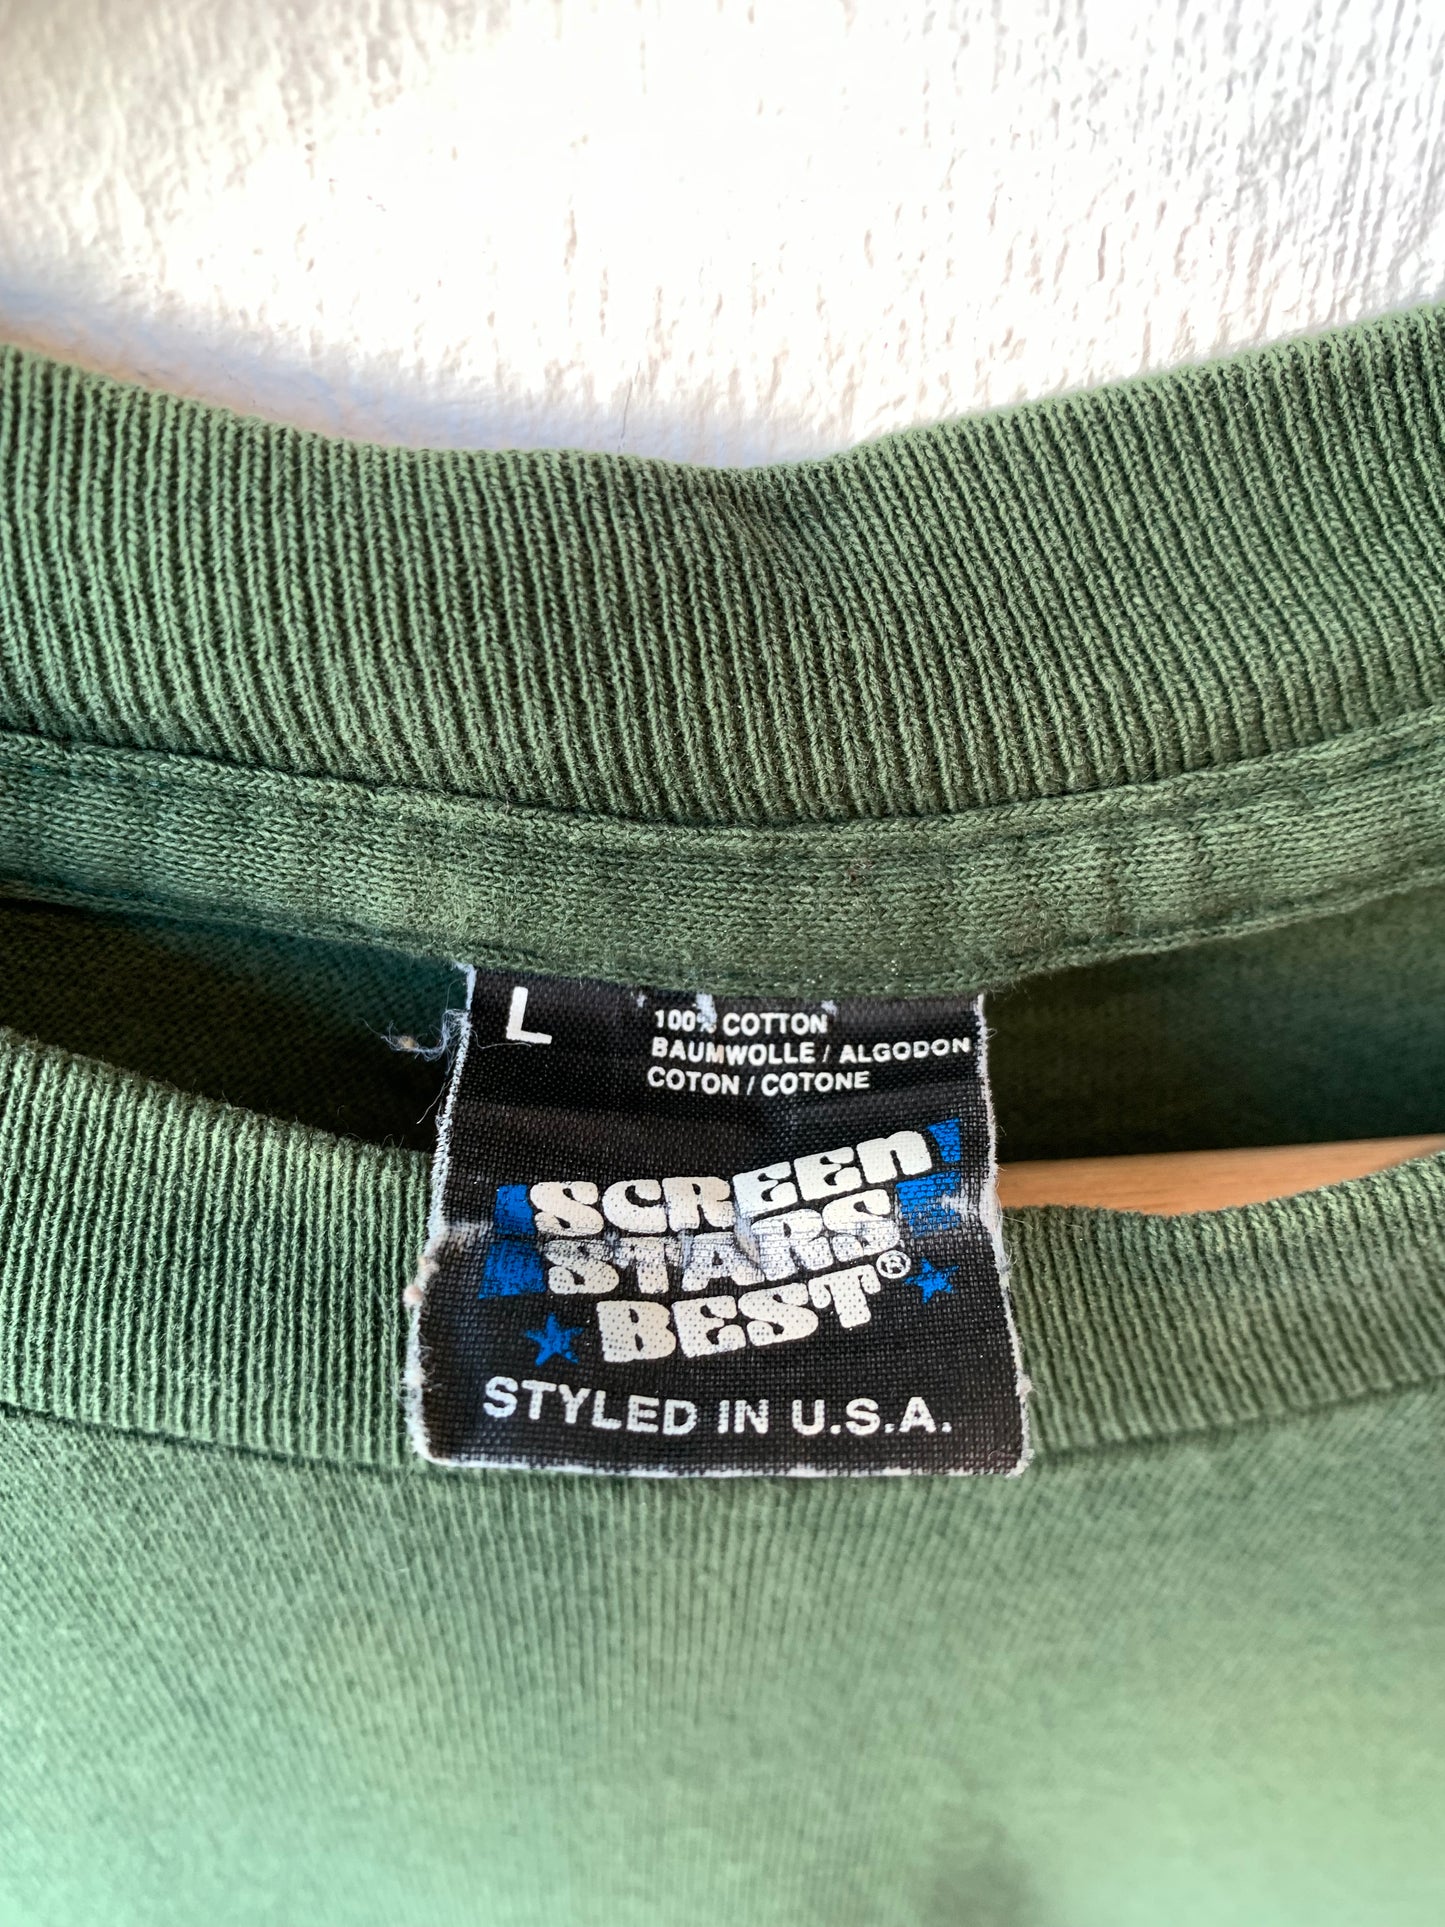 L
100% COTTON
BAUMWOLLE / ALGODON
COTON / COTONE
SCREEN
STARS
BEST®
STYLED IN U.S.A.